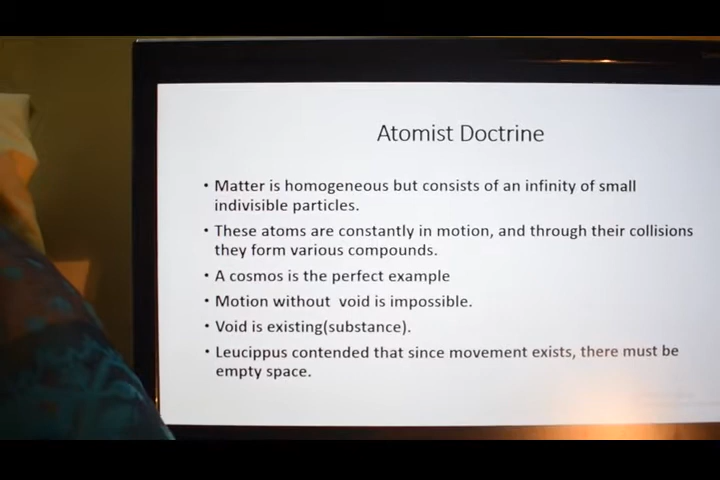 Atomist Doctrine
• Matter is homogeneous but consists of an infinity of small
indivisible particles.
• These atoms are constantly in motion, and through their collisions
they form various compounds.
• A cosmos is the perfect example
• Motion without void is impossible.
• Void is existing(substance).
• Leucippus contended that since movement exists, there must be
empty space.